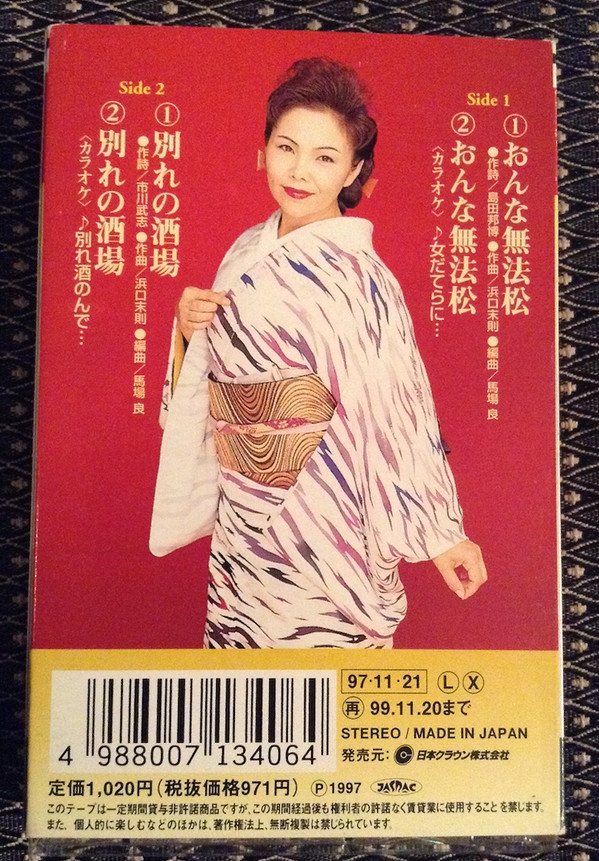 Side 1
①おんな無法松
●作詩／島田邦博 ●作曲／浜口末則 ●編曲／馬場 良
②おんな無法松
〈カラオケ〉♪女だてらに…
Side 2
①別れの酒場
●作詩／市川武志 ●作曲／浜口末則 ●編曲／馬場 良
②別れの酒場
〈カラオケ〉♪別れ酒のんで…
97・11・21 Ⓛ Ⓧ
㊢ 99.11.20まで
STEREO / MADE IN JAPAN
発売元: 日本クラウン株式会社
4 988007 134064
定価1,020円(税抜価格971円) Ⓟ1997 JASRAC
このテープは一定期間貸与非許諾商品ですが、この期間経過後も権利者の許諾なく賃貸業に使用することを禁じます。
また、個人的に楽しむなどのほかは、著作権法上、無断複製は禁じられています。